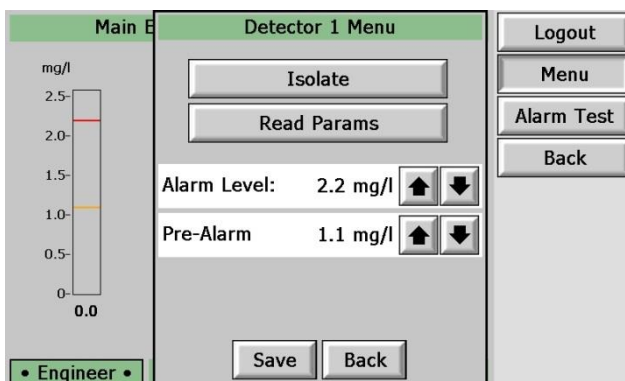 Main E
mg/l
2.5
2.0
1.5
1.0
0.5
0
0.0
• Engineer •
Detector 1 Menu
Isolate
Read Params
Alarm Level: 2.2 mg/l
Pre-Alarm 1.1 mg/l
Save Back
Logout
Menu
Alarm Test
Back